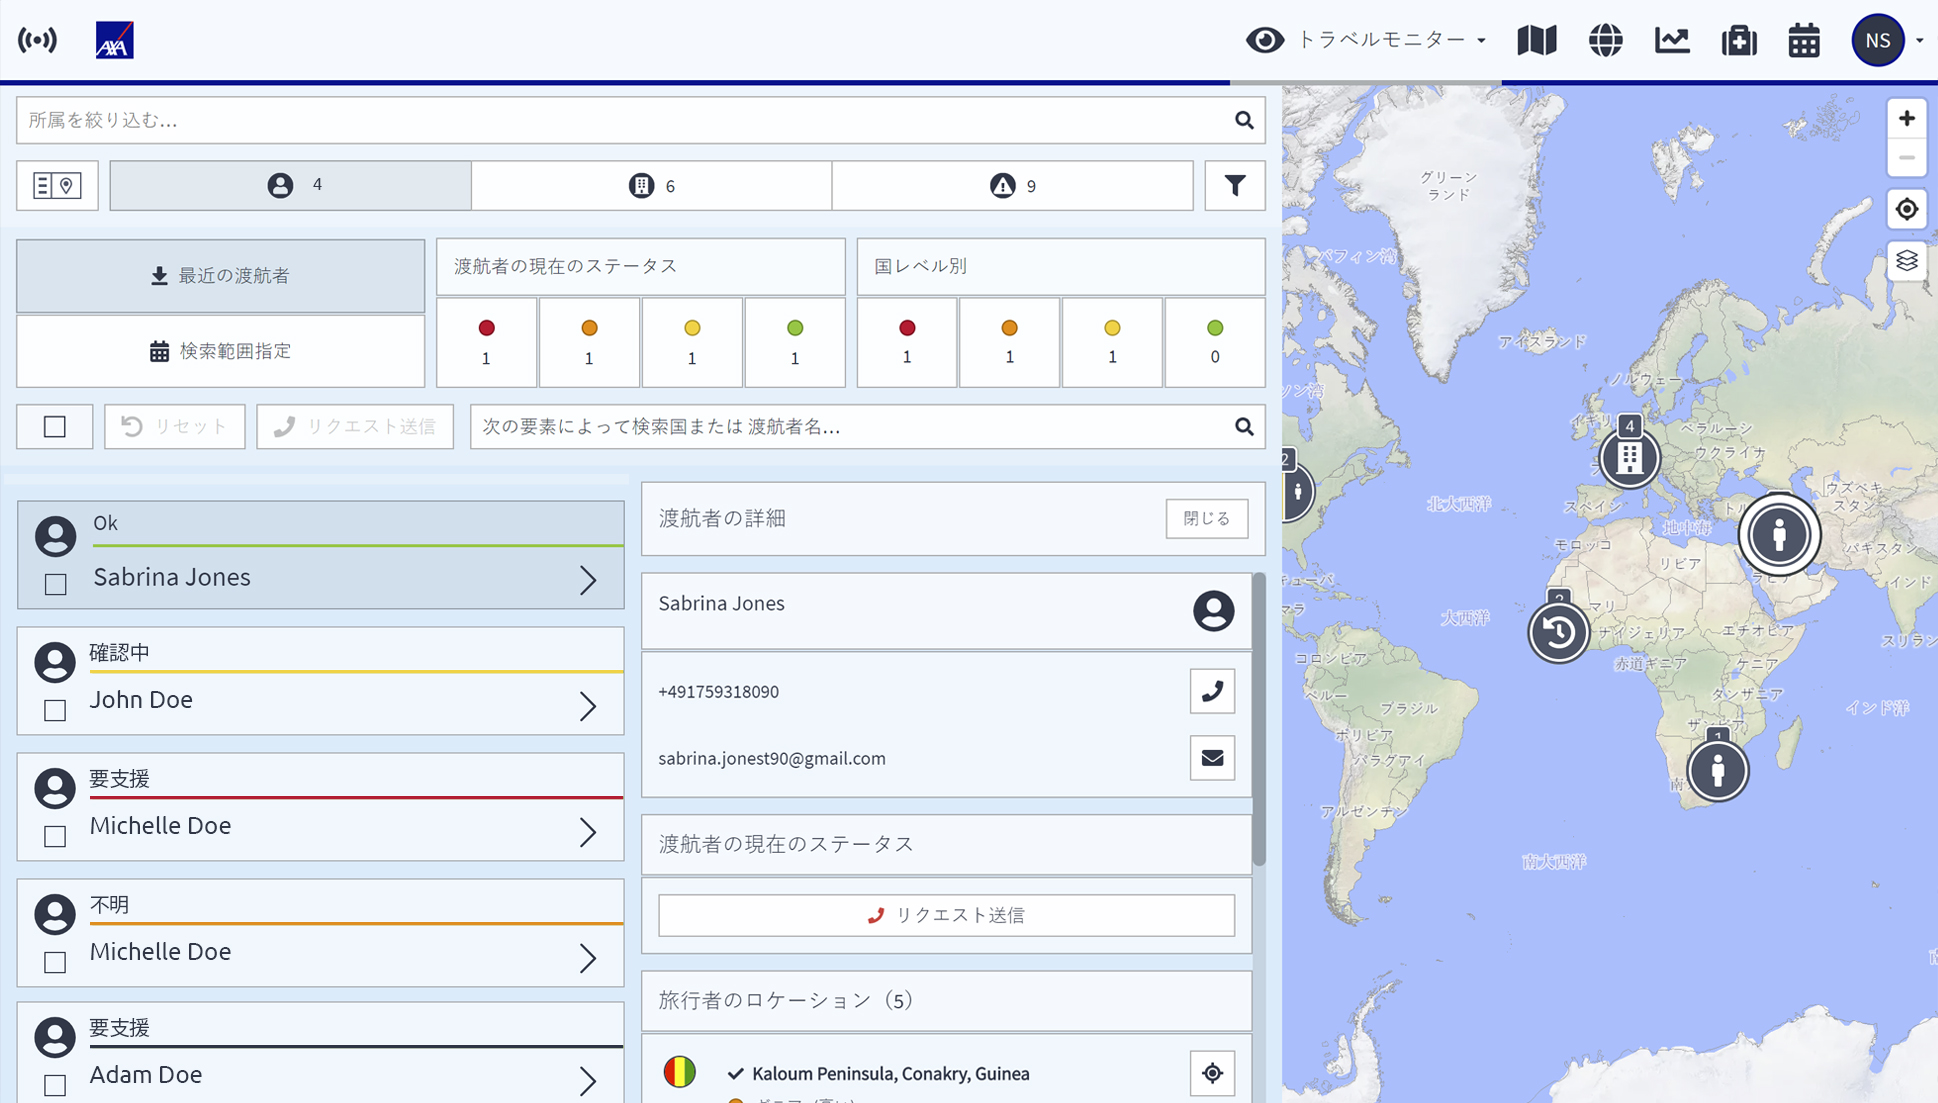 AXA
トラベルモニター
NS
所属を絞り込む...
4
6
9
最近の渡航者
検索範囲指定
渡航者の現在のステータス
1
1
1
1
国レベル別
1
1
1
0
リセット
リクエスト送信
次の要素によって検索国または 渡航者名...
Ok
Sabrina Jones
確認中
John Doe
要支援
Michelle Doe
不明
Michelle Doe
要支援
Adam Doe
渡航者の詳細
閉じる
Sabrina Jones
+491759318090
sabrina.jonest90@gmail.com
渡航者の現在のステータス
リクエスト送信
旅行者のロケーション（5）
Kaloum Peninsula, Conakry, Guinea
グリーン
ランド
バフィン湾
アイスランド
ノルウェー
イギリ
ベラルーシ
ウクライナ
4
2
ウズベキ
スタン
スペイン
北大西洋
地中海
モロッコ
リビア
パキスタン
インド
キューバ
マリ
ナイジェリア
エチオピア
大西洋
スリラン
コロンビア
赤道ギニア
ケニア
ペルー
タンザニア
ブラジル
インド洋
ザンビア
ボリビア
パラグアイ
アルゼンチン
南大西洋